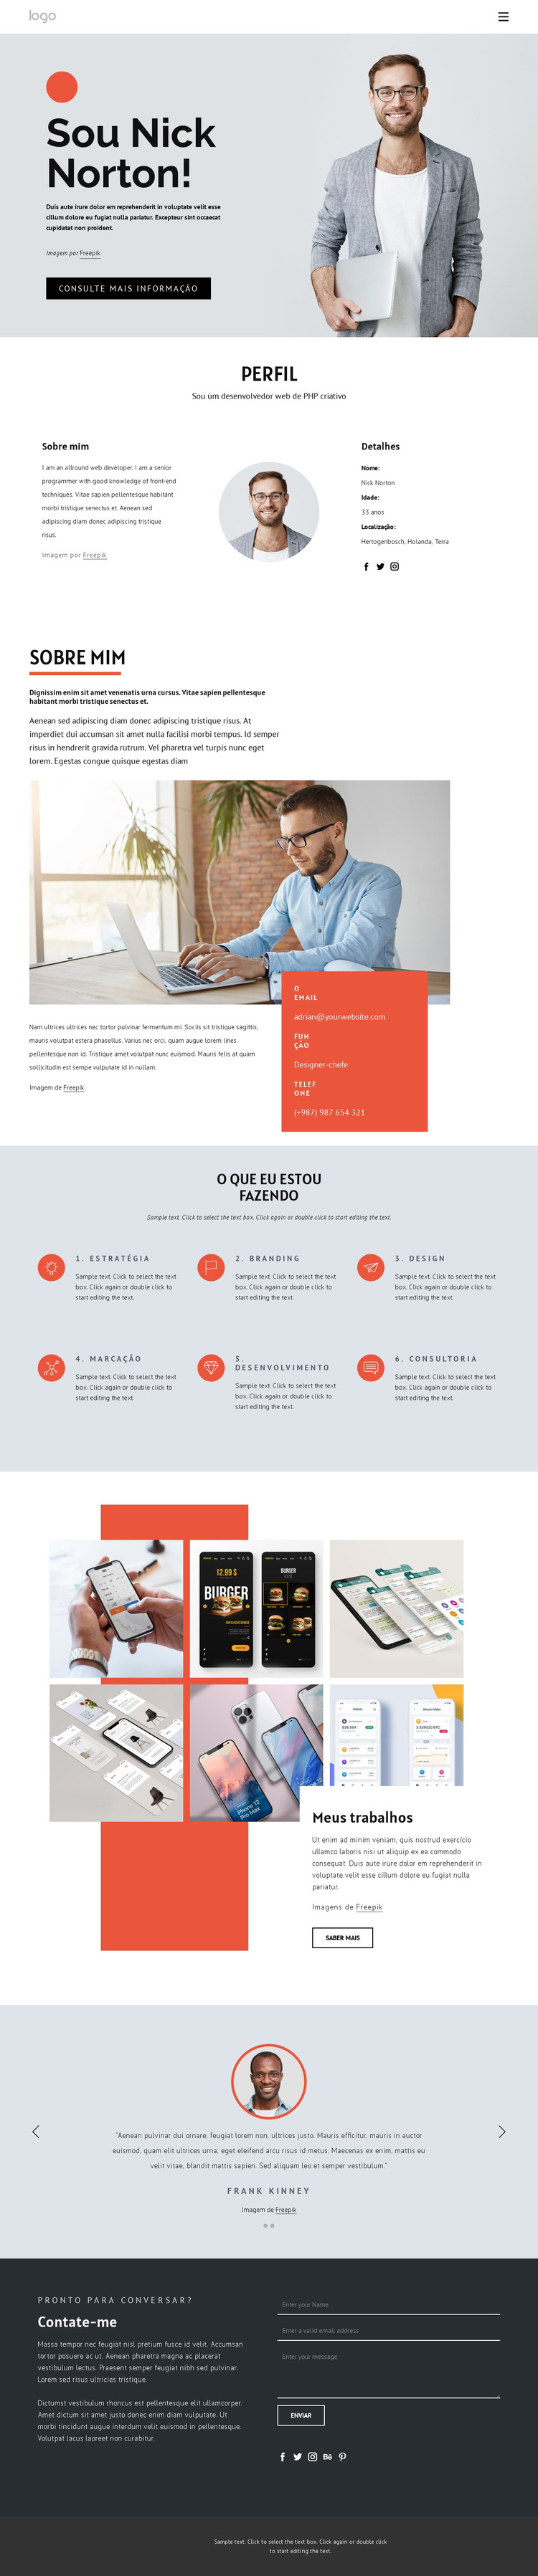 logo
Sou Nick
Norton!
Duis aute irure dolor em reprehenderit in voluptate velit esse
cillum dolore eu fugiat nulla pariatur. Excepteur sint occaecat
cupidatat non proident.
Imagem por Freepik
CONSULTE MAIS INFORMAÇÃO
PERFIL
Sou um desenvolvedor web de PHP criativo
Sobre mim
I am an allround web developer. I am a senior
programmer with good knowledge of front-end
techniques. Vitae sapien pellentesque habitant
morbi tristique senectus et. Aenean sed
adipiscing diam donec adipiscing tristique
risus.
Imagem por Freepik
Detalhes
Nome:
Nick Norton
Idade:
33 anos
Localização:
Hertogenbosch, Holanda, Terra
SOBRE MIM
Dignissim enim sit amet venenatis urna cursus. Vitae sapien pellentesque
habitant morbi tristique senectus et.
Aenean sed adipiscing diam donec adipiscing tristique risus. At
imperdiet dui accumsan sit amet nulla facilisi morbi tempus. Id semper
risus in hendrerit gravida rutrum. Vel pharetra vel turpis nunc eget
lorem. Egestas congue quisque egestas diam
O
EMAIL
adrian@yourwebsite.com
FUN
ÇÃO
Designer-chefe
TELEF
ONE
(+987) 987 654 321
Nam ultrices ultrices nec tortor pulvinar fermentum mi. Sociis sit tristique sagittis,
mauris volutpat estera phasellus. Varius nec orci, quam augue lorem lines
pellentesque non id. Tristique amet volutpat nunc euismod. Mauris felis at quam
sollicitudin est semper vulputate id in nullam.
Imagem de Freepik
O QUE EU ESTOU
FAZENDO
Sample text. Click to select the text box. Click again or double click to start editing the text.
1. ESTRATÉGIA
Sample text. Click to select the text
box. Click again or double click to
start editing the text.
2. BRANDING
Sample text. Click to select the text
box. Click again or double click to
start editing the text.
3. DESIGN
Sample text. Click to select the text
box. Click again or double click to
start editing the text.
4. MARCAÇÃO
Sample text. Click to select the text
box. Click again or double click to
start editing the text.
5.
DESENVOLVIMENTO
Sample text. Click to select the text
box. Click again or double click to
start editing the text.
6. CONSULTORIA
Sample text. Click to select the text
box. Click again or double click to
start editing the text.
12.99 $
BURGER
BURGER
Phone 12
Pro Max
Meus trabalhos
Ut enim ad minim veniam, quis nostrud exercício
ullamco laboris nisi ut aliquip ex ea commodo
consequat. Duis aute irure dolor em reprehenderit in
voluptate velit esse cillum dolore eu fugiat nulla
pariatur.
Imagens de Freepik
SABER MAIS
"Aenean pulvinar dui ornare, feugiat lorem non, ultrices justo. Mauris efficitur, mauris in auctor
euismod, quam elit ultrices urna, eget eleifend arcu risus id metus. Maecenas ex enim, mattis eu
velit vitae, blandit mattis sapien. Sed aliquam leo et semper vestibulum."
FRANK KINNEY
Imagem de Freepik
PRONTO PARA CONVERSAR?
Contate-me
Massa tempor nec feugiat nisl pretium fusce id velit. Accumsan
tortor posuere ac ut. Aenean pharetra magna ac placerat
vestibulum lectus. Praesent semper feugiat nibh sed pulvinar.
Lorem sed risus ultricies tristique.
Dictumst vestibulum rhoncus est pellentesque elit ullamcorper.
Amet dictum sit amet justo donec enim diam vulputate. Ut
morbi tincidunt augue interdum velit euismod in pellentesque.
Volutpat lacus laoreet non curabitur.
Enter your Name
Enter a valid email address
Enter your message
ENVIAR
Bē
Sample text. Click to select the text box. Click again or double click
to start editing the text.